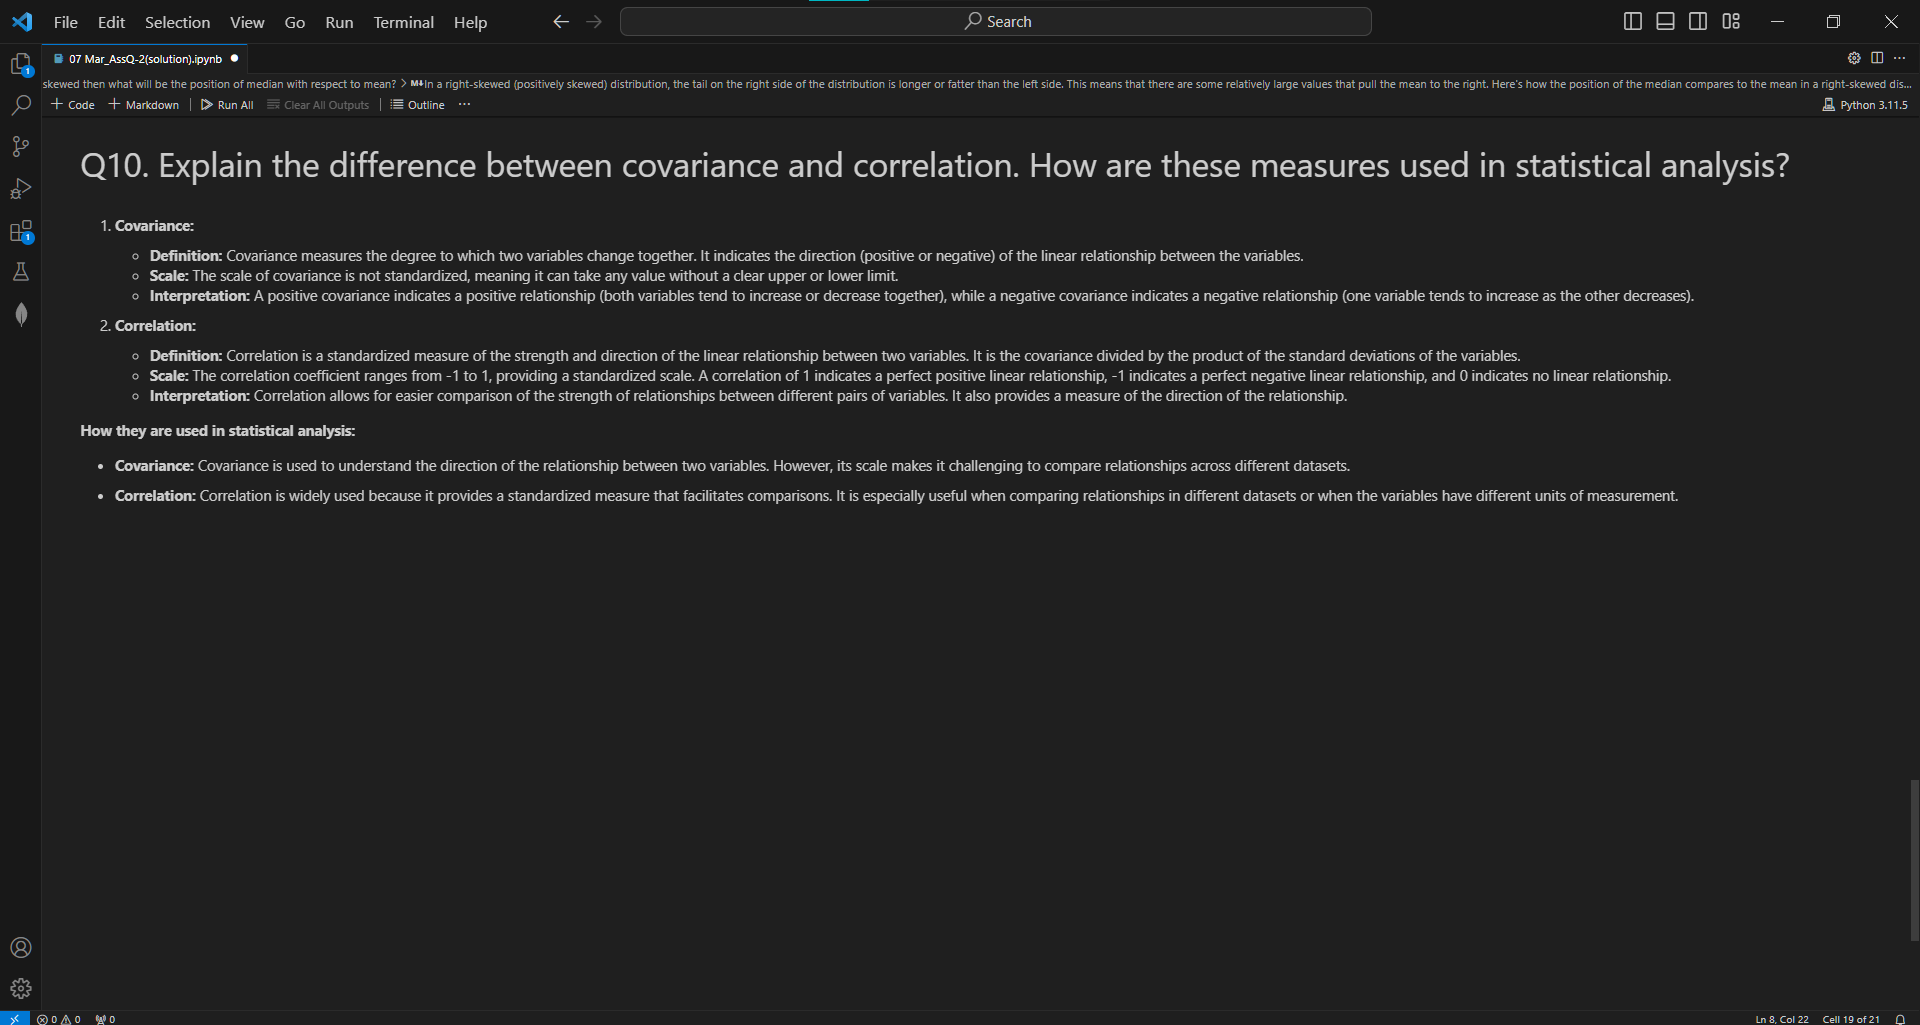 File Edit Selection View Go Run Terminal Help
Search
07 Mar_AssQ-2(solution).ipynb
skewed then what will be the position of median with respect to mean? > M↓In a right-skewed (positively skewed) distribution, the tail on the right side of the distribution is longer or fatter than the left side. This means that there are some relatively large values that pull the mean to the right. Here's how the position of the median compares to the mean in a right-skewed dis...
+ Code + Markdown | Run All Clear All Outputs | Outline ... Python 3.11.5
Q10. Explain the difference between covariance and correlation. How are these measures used in statistical analysis?
1. Covariance:
Definition: Covariance measures the degree to which two variables change together. It indicates the direction (positive or negative) of the linear relationship between the variables.
Scale: The scale of covariance is not standardized, meaning it can take any value without a clear upper or lower limit.
Interpretation: A positive covariance indicates a positive relationship (both variables tend to increase or decrease together), while a negative covariance indicates a negative relationship (one variable tends to increase as the other decreases).
2. Correlation:
Definition: Correlation is a standardized measure of the strength and direction of the linear relationship between two variables. It is the covariance divided by the product of the standard deviations of the variables.
Scale: The correlation coefficient ranges from -1 to 1, providing a standardized scale. A correlation of 1 indicates a perfect positive linear relationship, -1 indicates a perfect negative linear relationship, and 0 indicates no linear relationship.
Interpretation: Correlation allows for easier comparison of the strength of relationships between different pairs of variables. It also provides a measure of the direction of the relationship.
How they are used in statistical analysis:
Covariance: Covariance is used to understand the direction of the relationship between two variables. However, its scale makes it challenging to compare relationships across different datasets.
Correlation: Correlation is widely used because it provides a standardized measure that facilitates comparisons. It is especially useful when comparing relationships in different datasets or when the variables have different units of measurement.
1
1
0 0 0 Ln 8, Col 22 Cell 19 of 21